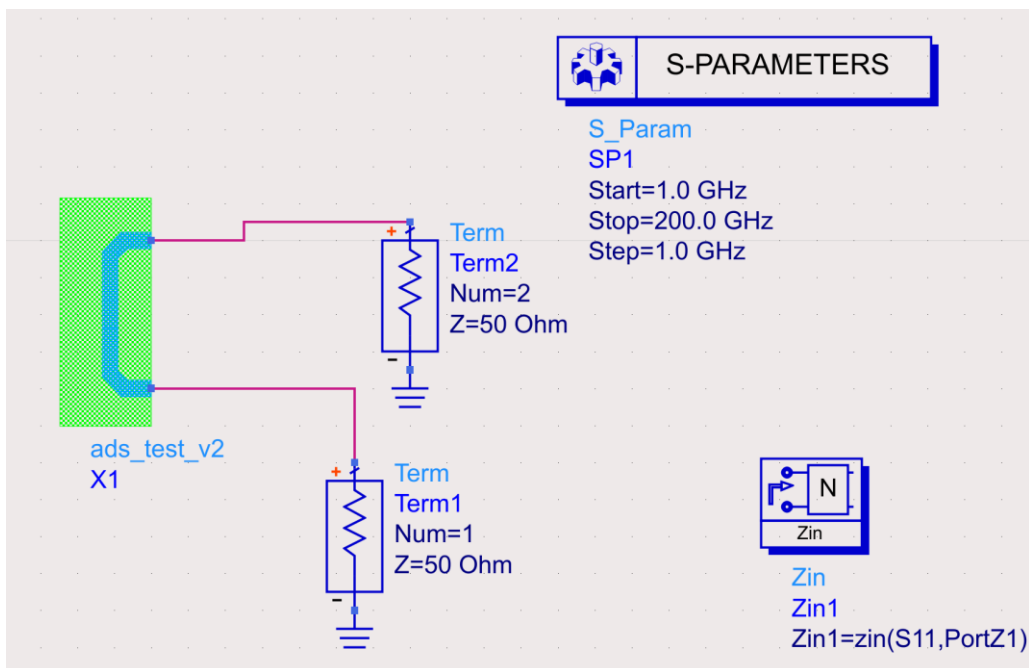 S-PARAMETERS
S_Param
SP1
Start=1.0 GHz
Stop=200.0 GHz
Step=1.0 GHz
+
Term
Term2
Num=2
Z=50 Ohm
-
ads_test_v2
X1
+
Term
Term1
Num=1
Z=50 Ohm
-
N
Zin
Zin
Zin1
Zin1=zin(S11,PortZ1)